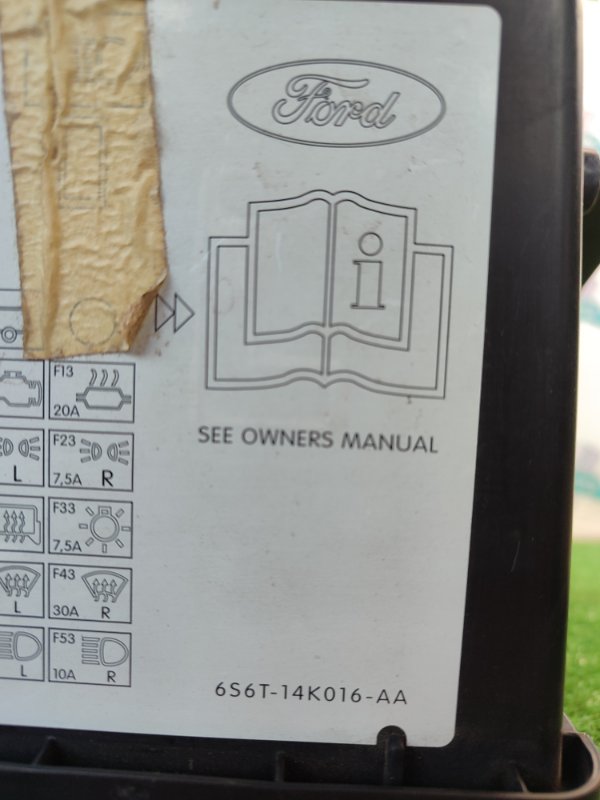 Ford
i
F13
20A
F23
L
7,5A R
F33
7,5A
F43
L
30A R
F53
L
10A R
SEE OWNERS MANUAL
6S6T-14K016-AA